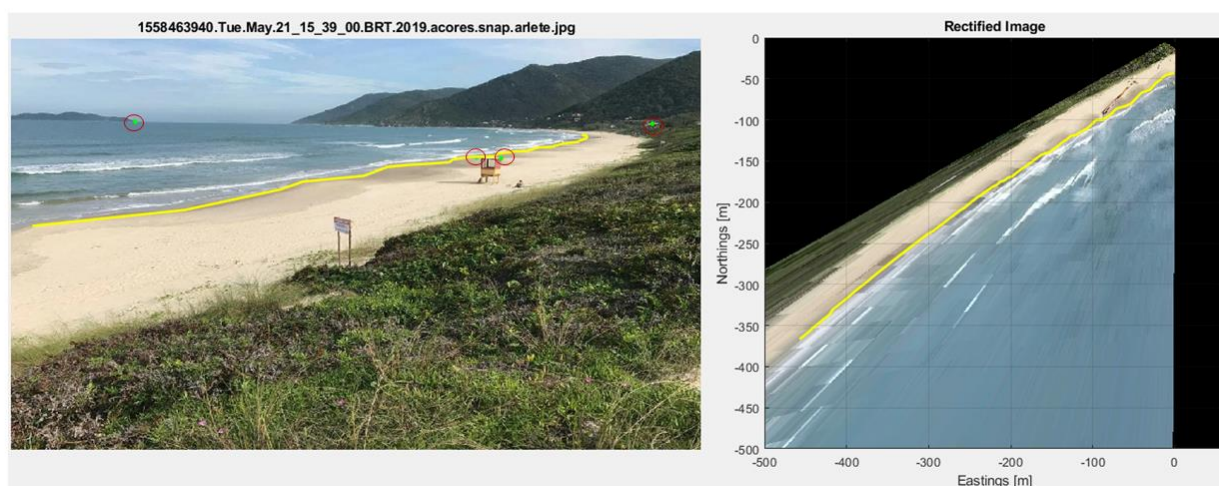 1558463940.Tue.May.21_15_39_00.BRT.2019.acores.snap.arlete.jpg
Rectified Image
0
-50
-100
-150
-200
-250
-300
-350
-400
-450
-500
Northings [m]
-500 -400 -300 -200 -100 0
Eastings [m]